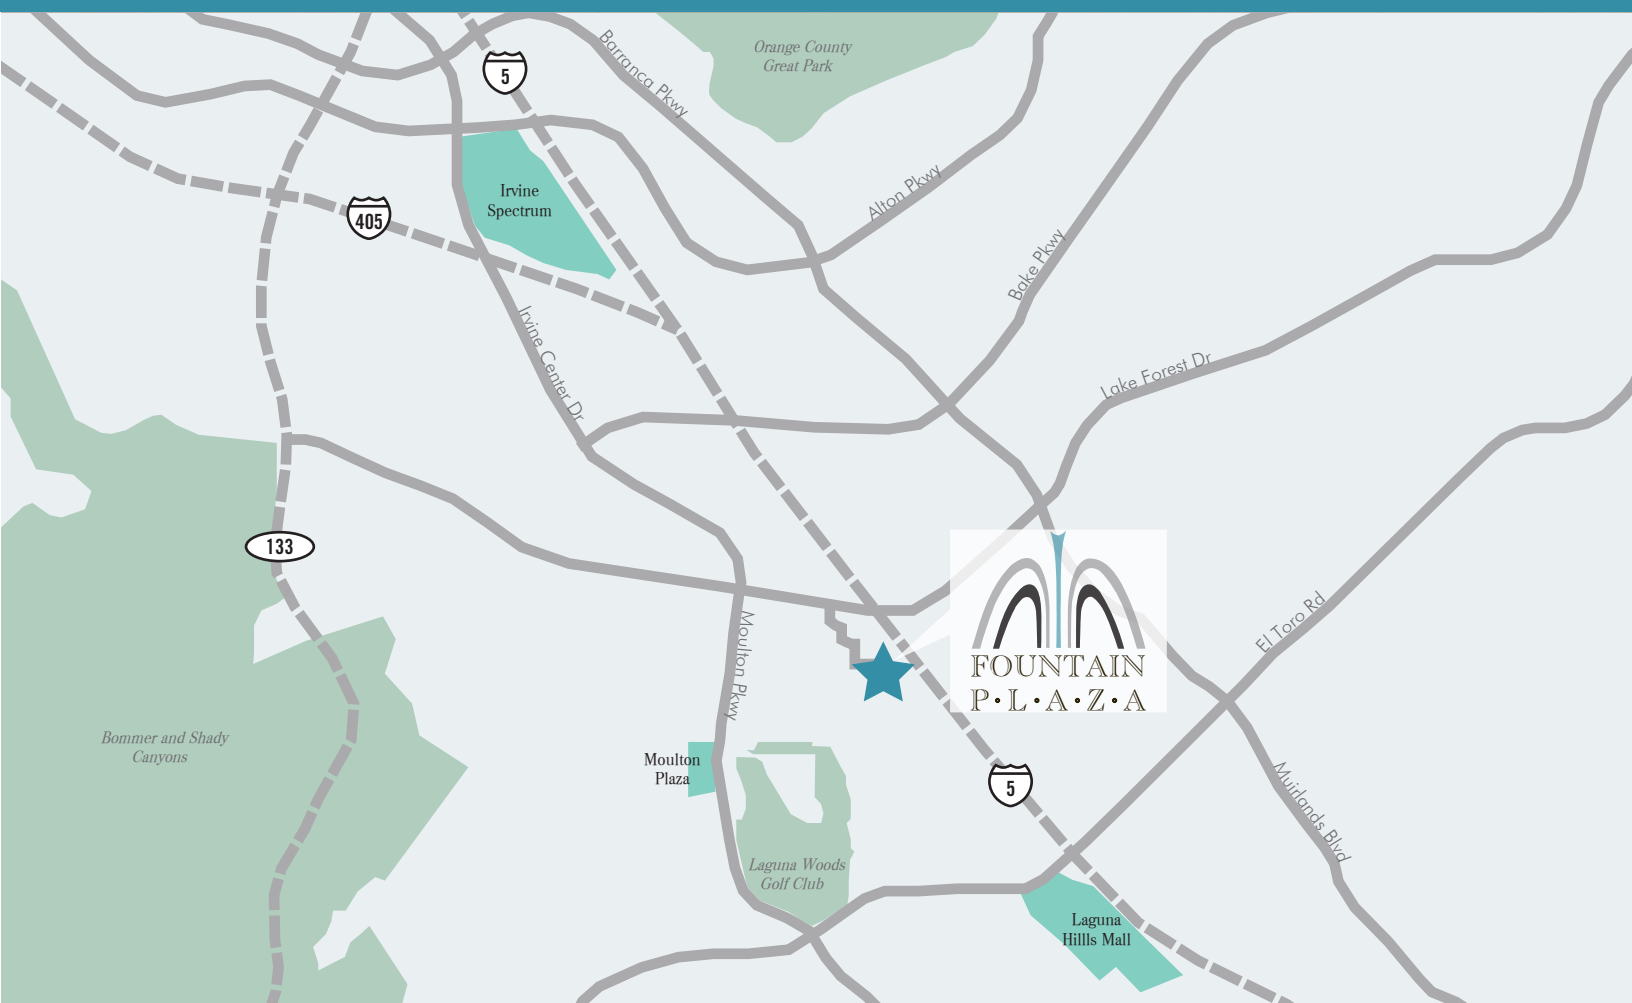 Orange County
Great Park
Barranca Pkwy
5
Irvine
Spectrum
Alton Pkwy
405
Bake Pkwy
Irvine Center Dr
Lake Forest Dr
133
FOUNTAIN
P·L·A·Z·A
El Toro Rd
Moulton Pkwy
Bommer and Shady
Canyons
Moulton
Plaza
5
Muirlands Blvd
Laguna Woods
Golf Club
Laguna
Hillls Mall